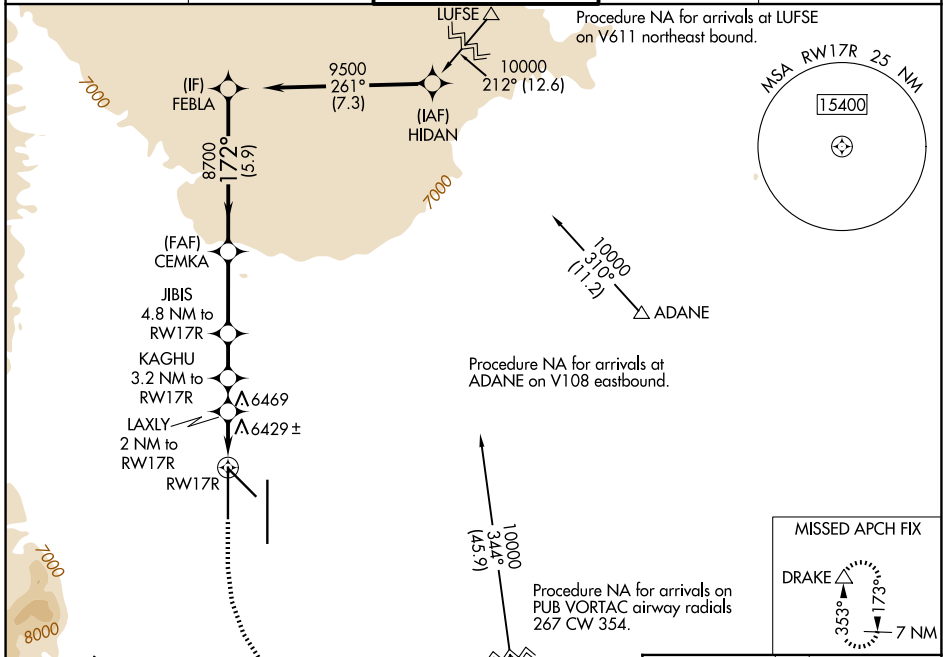 LUFSE
Procedure NA for arrivals at LUFSE
on V611 northeast bound.
7000
(IF)
FEBLA
9500
261°
(7.3)
10000
212° (12.6)
(IAF)
HIDAN
MSA RW17R 25 NM
15400
8700
172°
(5.9)
7000
(FAF)
CEMKA
10000
310°
(11.2)
ADANE
JIBIS
4.8 NM to
RW17R
KAGHU
3.2 NM to
RW17R
Procedure NA for arrivals at
ADANE on V108 eastbound.
6469
LAXLY
2 NM to
RW17R
6429 ±
RW17R
10000
344°
(45.9)
MISSED APCH FIX
DRAKE
353°
173°
7 NM
7000
8000
Procedure NA for arrivals on
PUB VORTAC airway radials
267 CW 354.